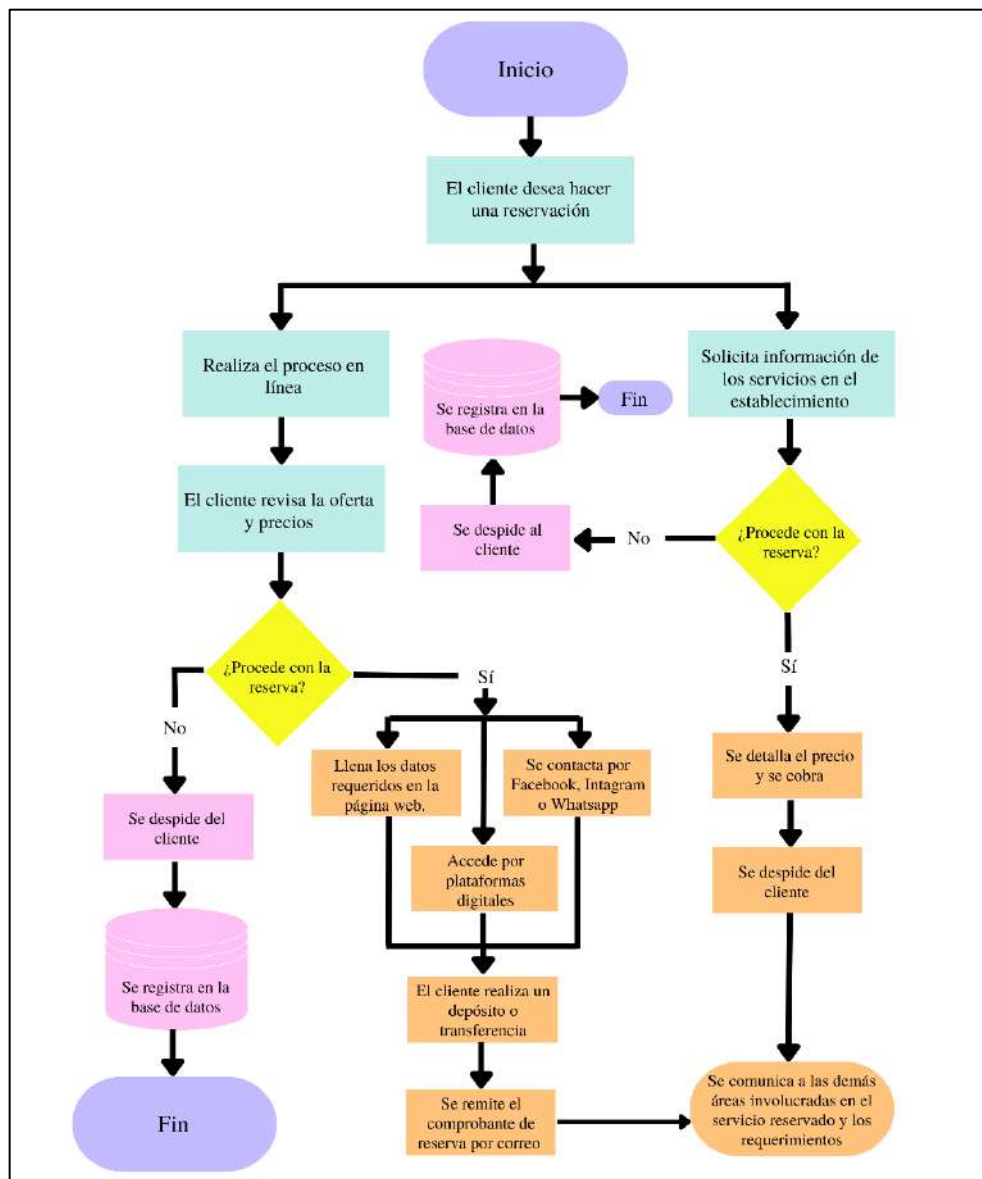 Inicio
El cliente desea hacer
una reservación
Realiza el proceso en
línea
Se registra en la
base de datos
Fin
Solicita información de
los servicios en el
establecimiento
El cliente revisa la oferta
y precios
Se despide al
cliente
No
¿Procede con la
reserva?
¿Procede con la
reserva?
Sí
Sí
No
Llena los datos
requeridos en la
página web.
Se contacta por
Facebook, Intagram
o Whatsapp
Se detalla el precio
y se cobra
Se despide del
cliente
Accede por
plataformas
digitales
Se despide del
cliente
Se registra en la
base de datos
El cliente realiza un
depósito o
transferencia
Fin
Se remite el
comprobante de
reserva por correo
Se comunica a las demás
áreas involucradas en el
servicio reservado y los
requerimientos